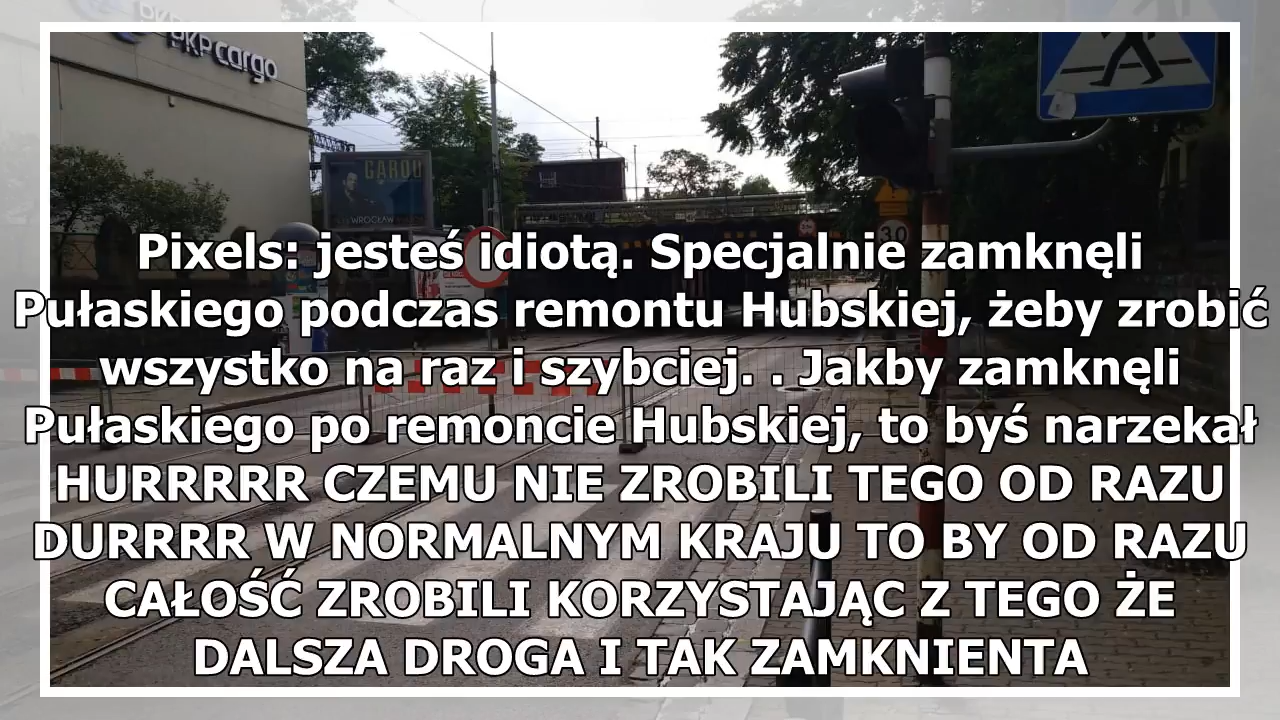 PKP cargo
GAROU
WROCŁAW
30
Pixels: jesteś idiotą. Specjalnie zamknęli
Pułaskiego podczas remontu Hubskiej, żeby zrobić
wszystko na raz i szybciej. . Jakby zamknęli
Pułaskiego po remoncie Hubskiej, to byś narzekał
HURRRRR CZEMU NIE ZROBILI TEGO OD RAZU
DURRRR W NORMALNYM KRAJU TO BY OD RAZU
CAŁOŚĆ ZROBILI KORZYSTAJĄC Z TEGO ŻE
DALSZA DROGA I TAK ZAMKNIENTA